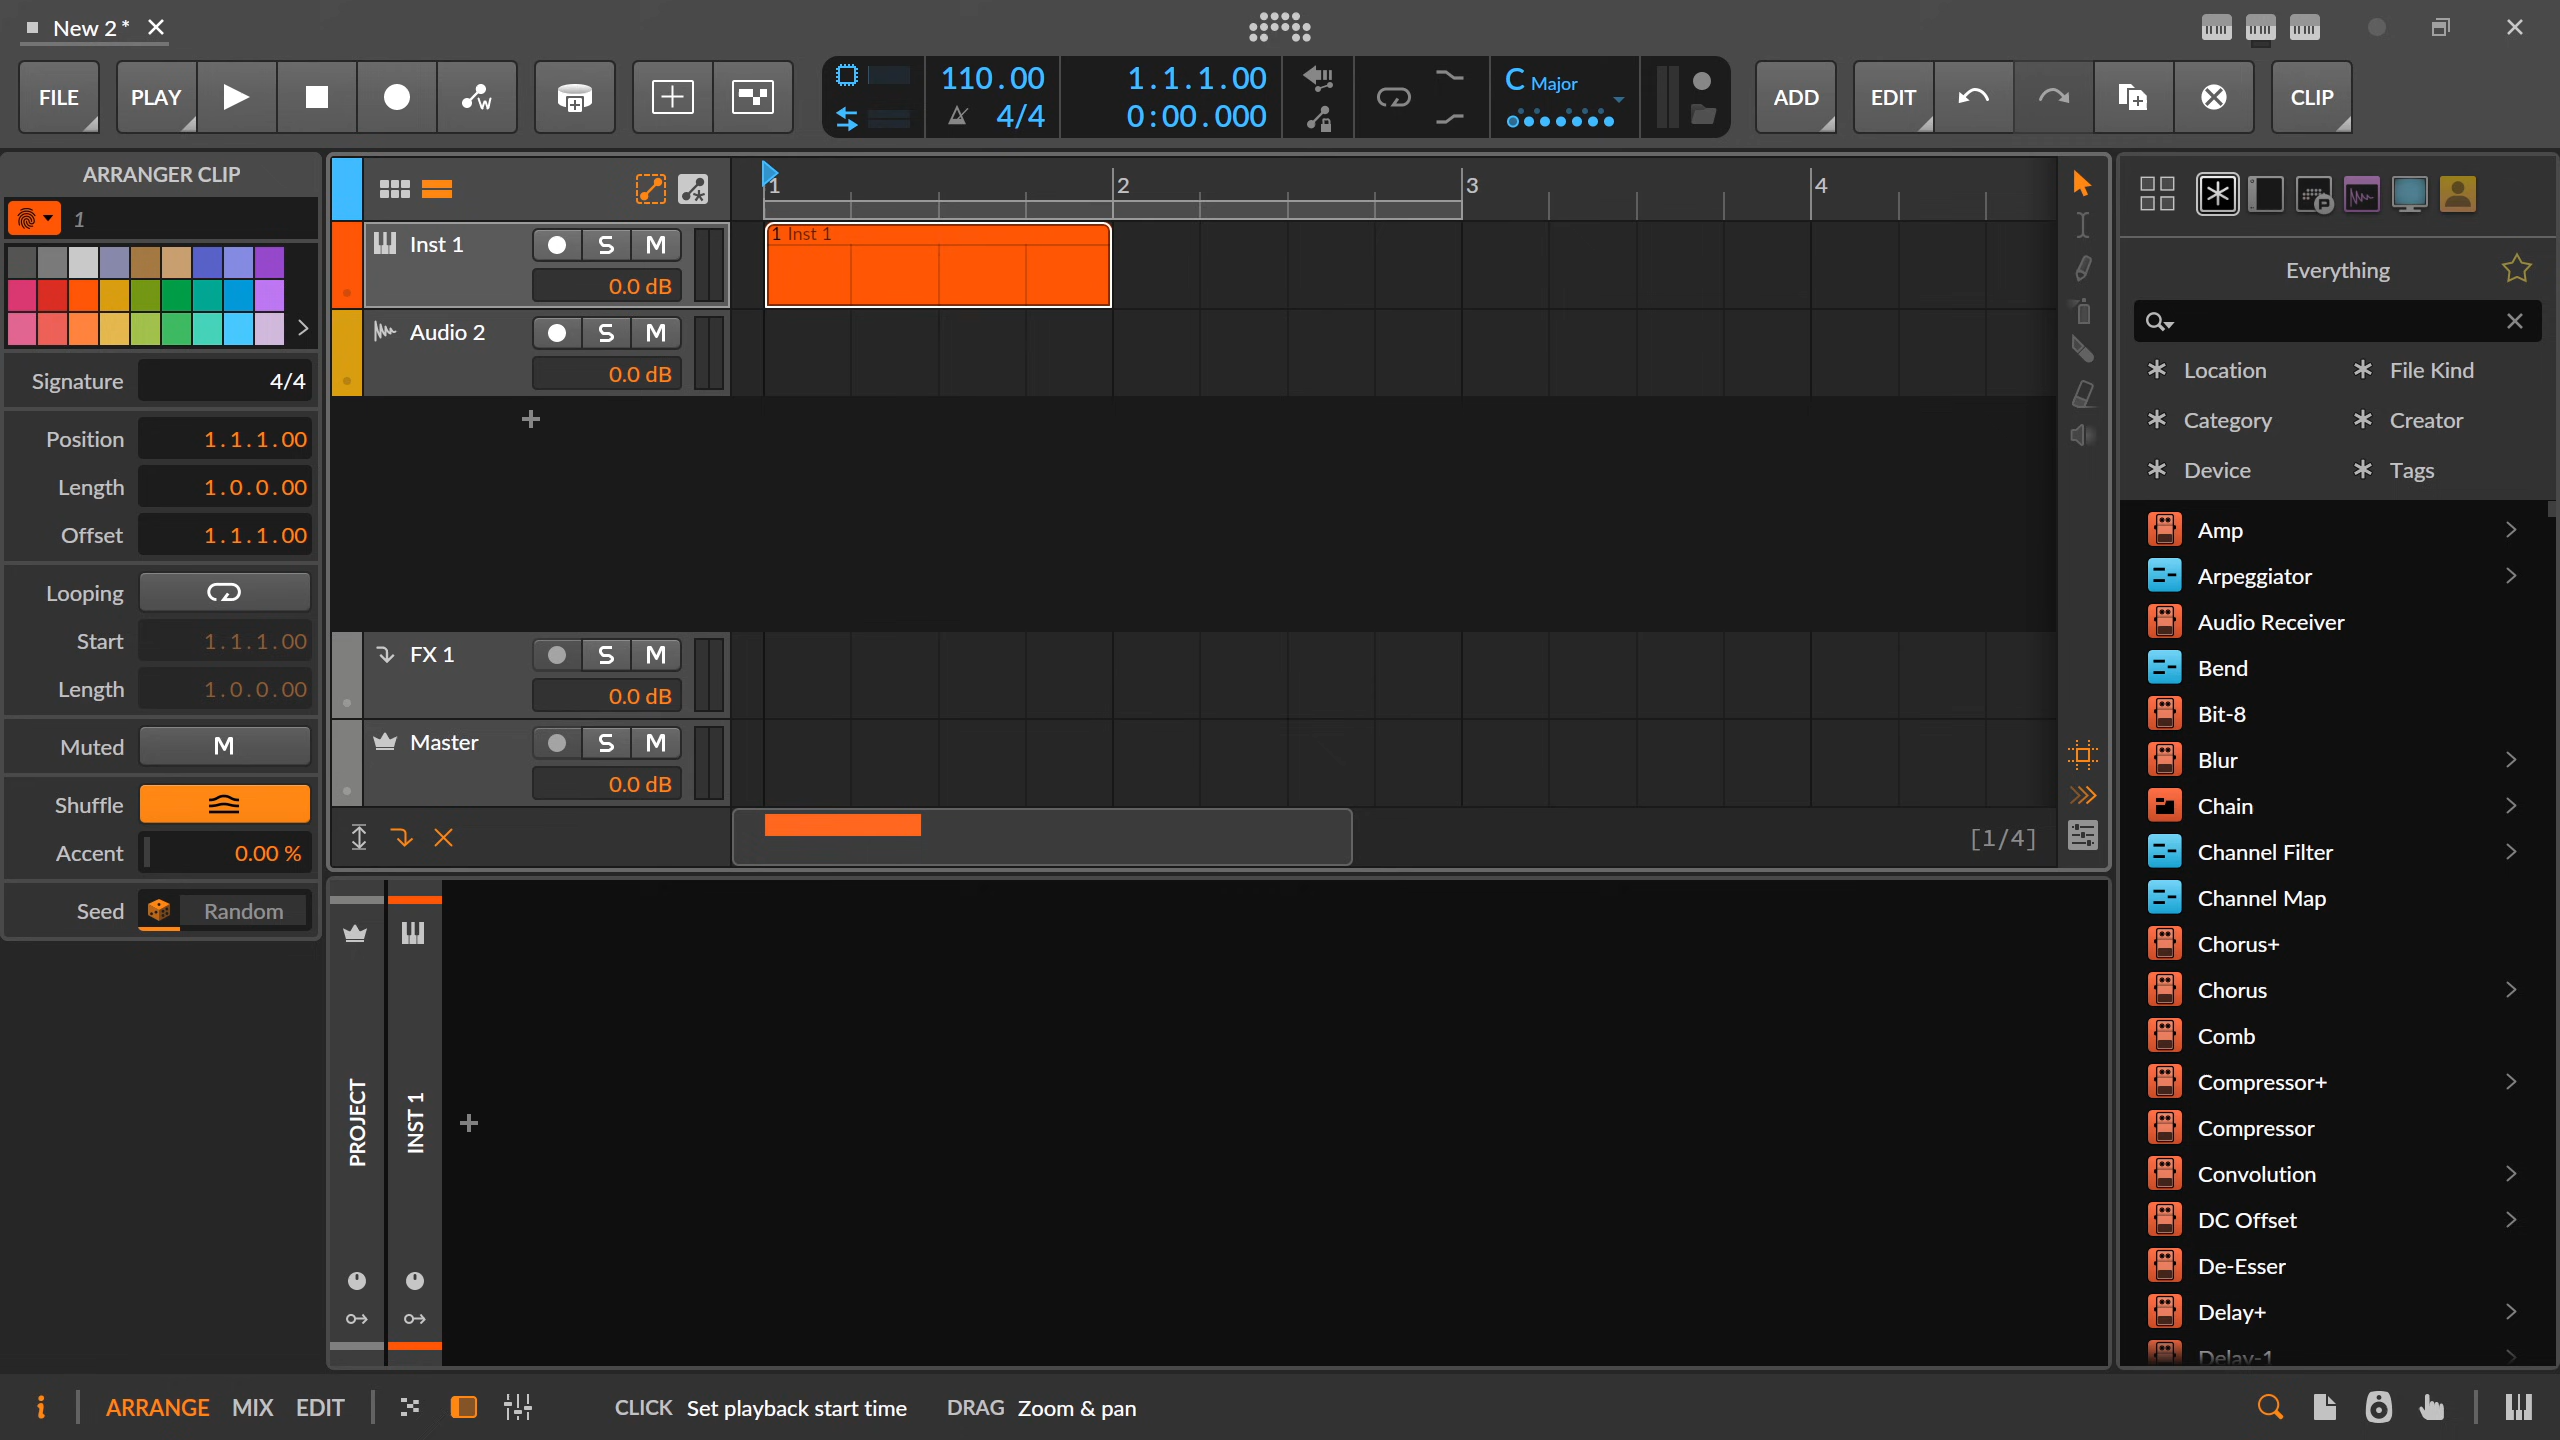 New 2*
FILE
PLAY
W
110.00
4/4
1.1.1.00
0:00.000
C Major
ADD
EDIT
CLIP
ARRANGER CLIP
1
Signature 4/4
Position 1.1.1.00
Length 1.0.0.00
Offset 1.1.1.00
Looping
Start 1.1.1.00
Length 1.0.0.00
Muted M
Shuffle
Accent 0.00 %
Seed Random
1 2 3 4
Inst 1 S M
0.0 dB
1 Inst 1
Audio 2 S M
0.0 dB
FX 1 S M
0.0 dB
Master S M
0.0 dB
[1/4]
PROJECT
INST 1
P
Everything
Location File Kind
Category Creator
Device Tags
Amp
Arpeggiator
Audio Receiver
Bend
Bit-8
Blur
Chain
Channel Filter
Channel Map
Chorus+
Chorus
Comb
Compressor+
Compressor
Convolution
DC Offset
De-Esser
Delay+
Delay-1
i ARRANGE MIX EDIT
CLICK Set playback start time DRAG Zoom & pan